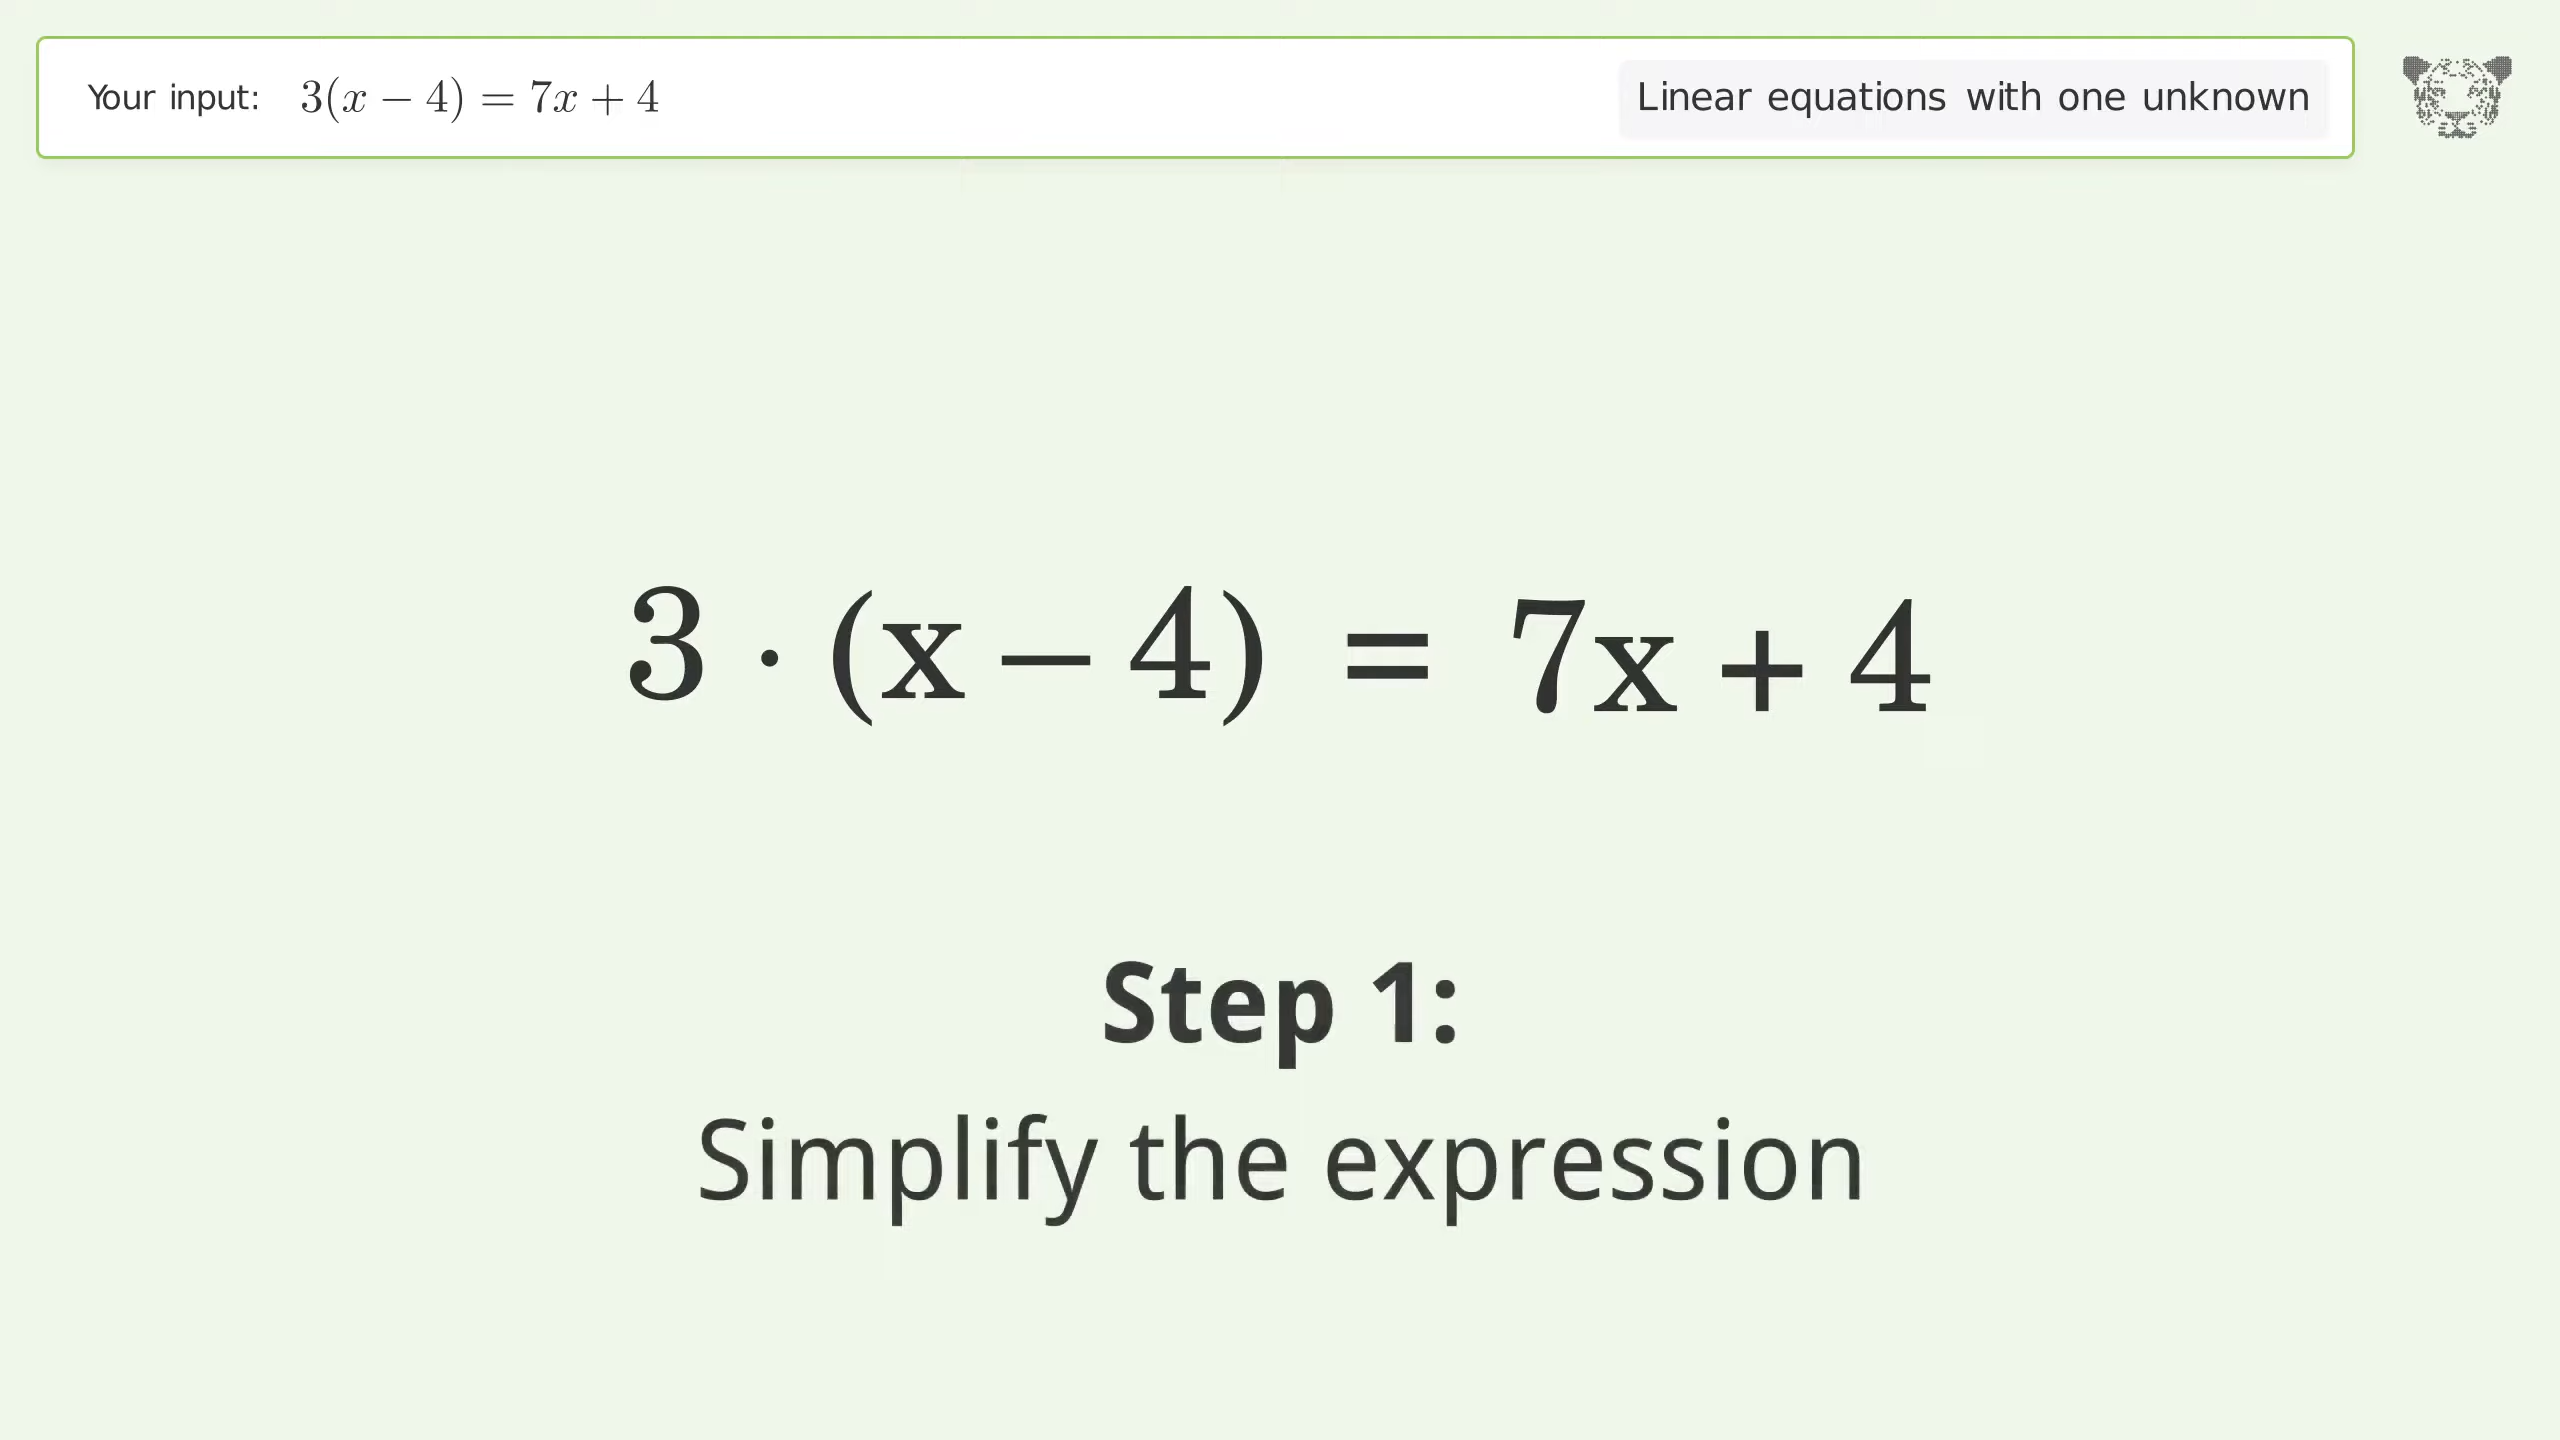 Your input: 3(x − 4) = 7x + 4
Linear equations with one unknown
3 · (x − 4) = 7x + 4
Step 1:
Simplify the expression